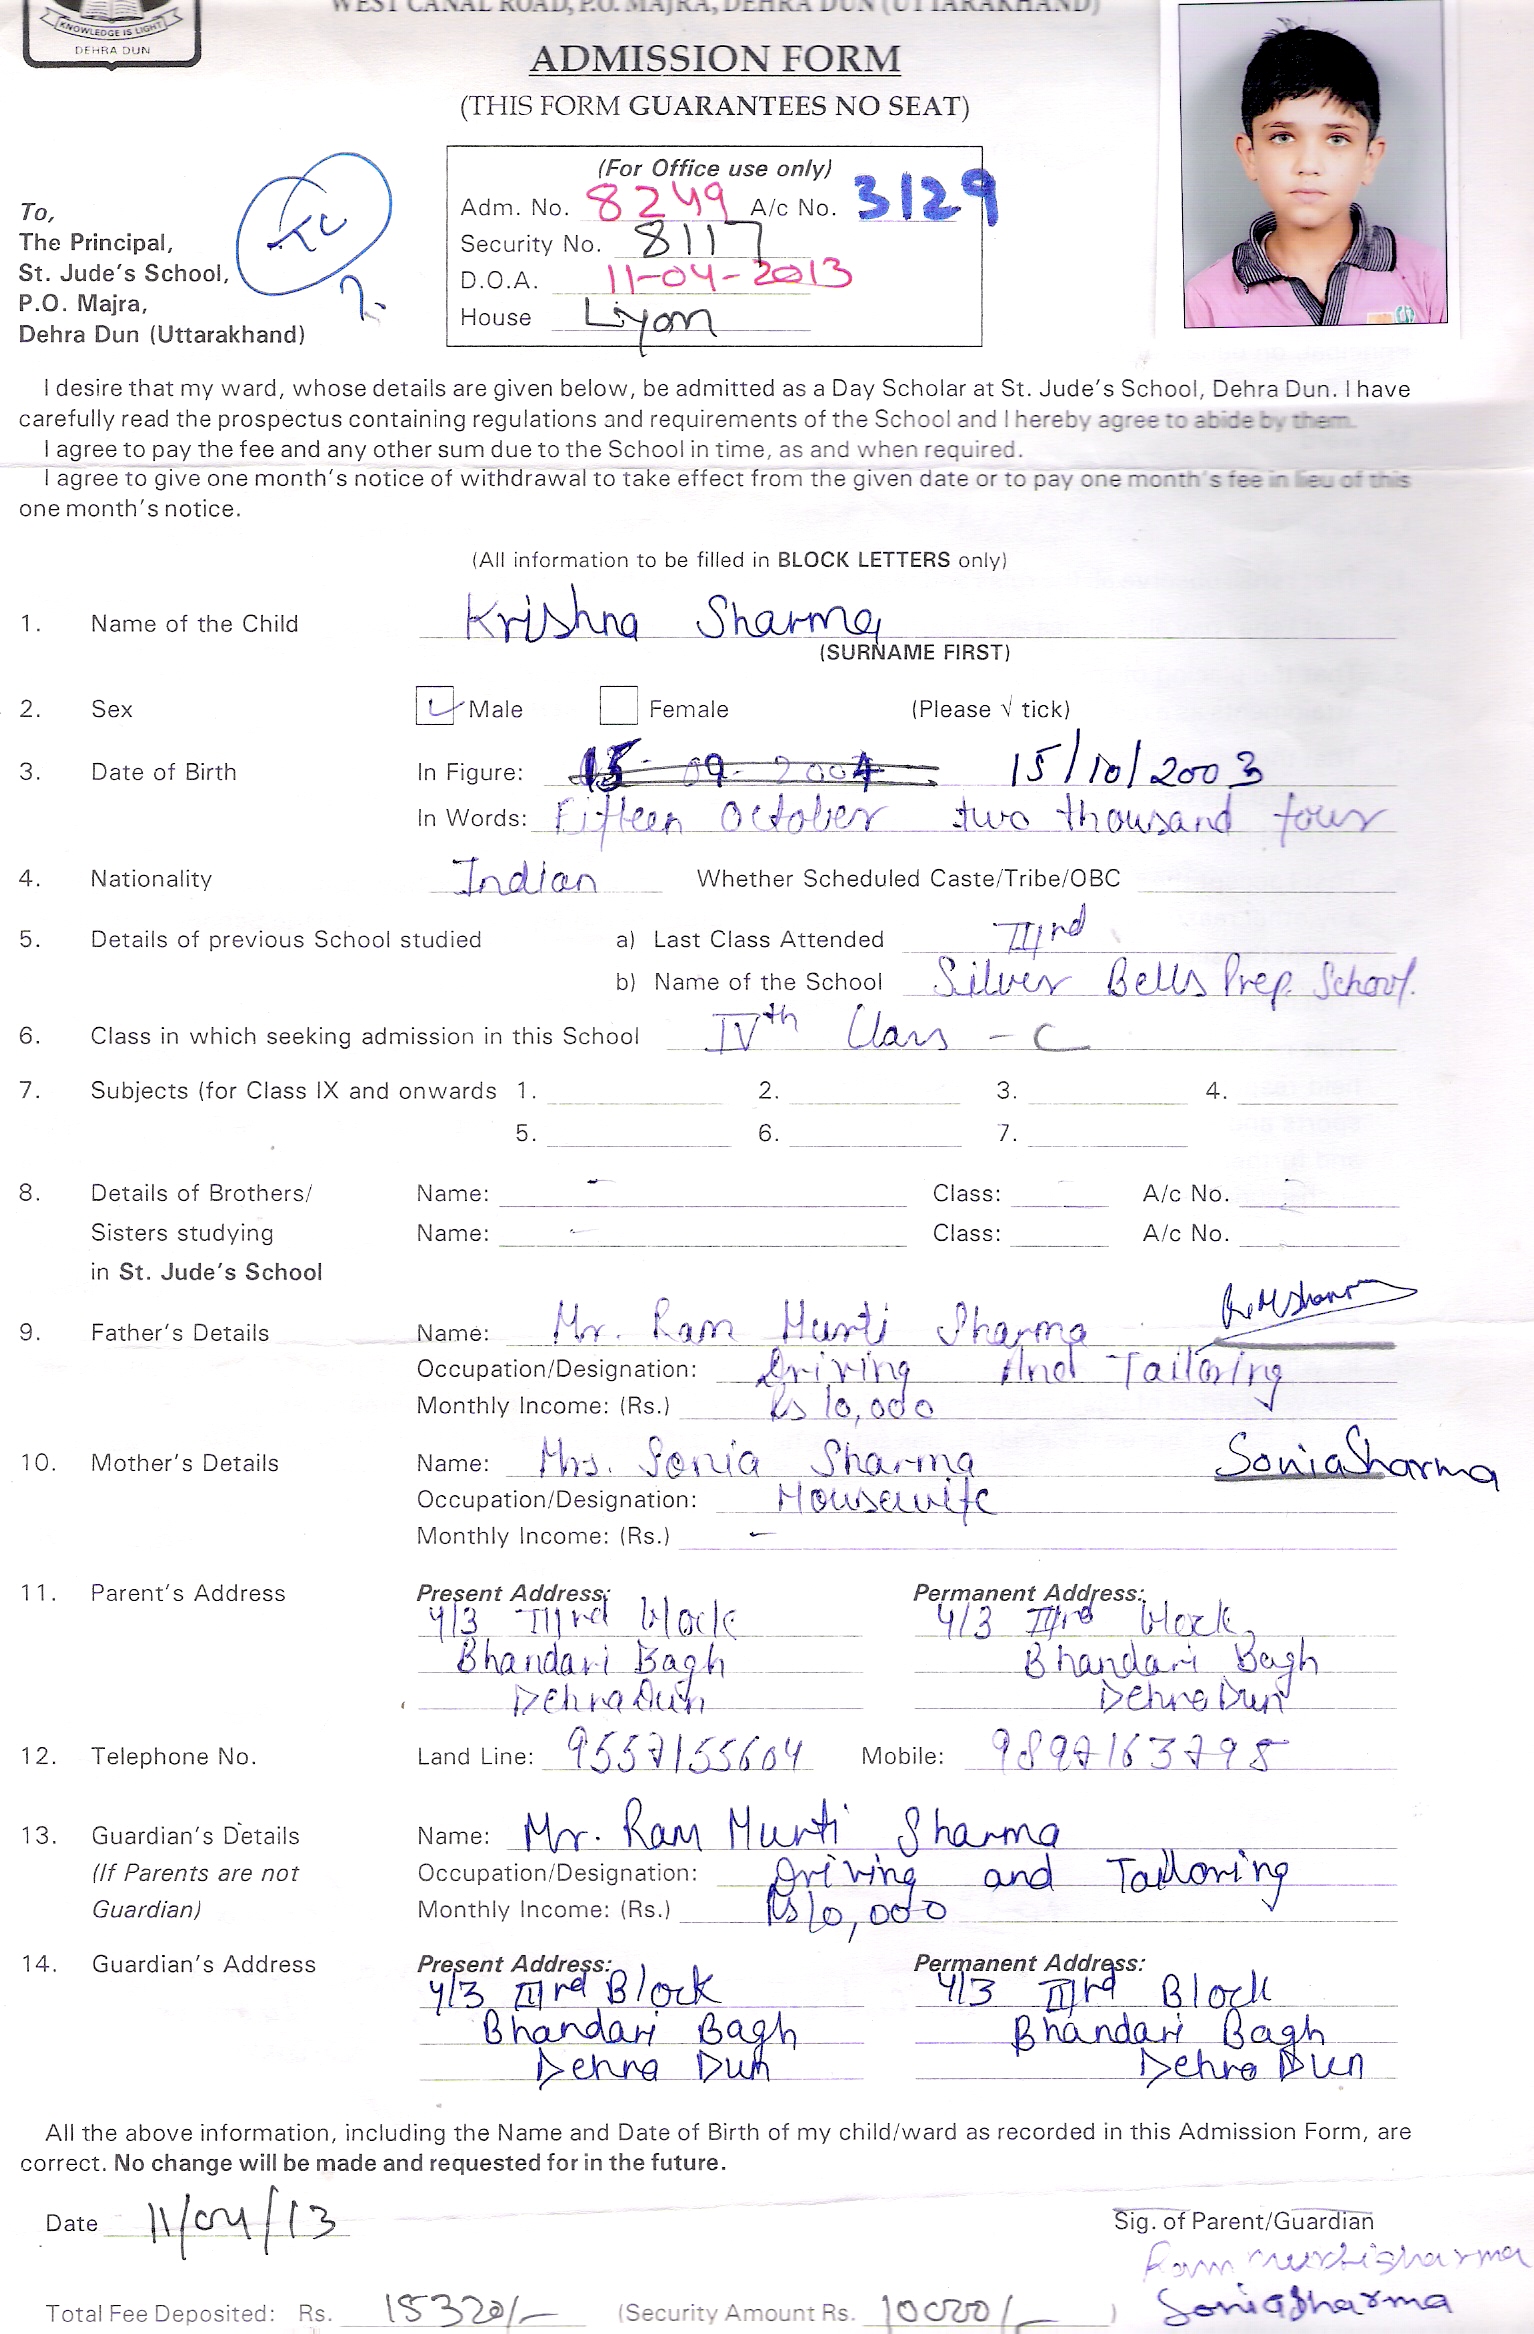 WEST CANAL ROAD, P.O. MAJRA, DEHRA DUN (UTTARAKHAND)
KNOWLEDGE IS LIGHT
DEHRA DUN
ADMISSION FORM
(THIS FORM GUARANTEES NO SEAT)
(For Office use only)
Adm. No. 8249 A/c No. 3129
Security No. 8117
D.O.A. 11-04-2013
House Lyon
TC
?
To,
The Principal,
St. Jude's School,
P.O. Majra,
Dehra Dun (Uttarakhand)
I desire that my ward, whose details are given below, be admitted as a Day Scholar at St. Jude's School, Dehra Dun. I have
carefully read the prospectus containing regulations and requirements of the School and I hereby agree to abide by them.
I agree to pay the fee and any other sum due to the School in time, as and when required.
I agree to give one month's notice of withdrawal to take effect from the given date or to pay one month's fee in lieu of this
one month's notice.
(All information to be filled in BLOCK LETTERS only)
1. Name of the Child Krishna Sharma
(SURNAME FIRST)
2. Sex Male Female (Please √ tick)
3. Date of Birth In Figure: 15-09-2004 15/10/2003
In Words: Fifteen October two thousand four
4. Nationality Indian Whether Scheduled Caste/Tribe/OBC
5. Details of previous School studied a) Last Class Attended IIIrd
b) Name of the School Silver Bells Prep. School.
6. Class in which seeking admission in this School IVth Class - C
7. Subjects (for Class IX and onwards 1. 2. 3. 4.
5. 6. 7.
8. Details of Brothers/ Name: - Class: A/c No.
Sisters studying Name: - Class: A/c No.
in St. Jude's School
9. Father's Details Name: Mr. Ram Murti Sharma RMSharma
Occupation/Designation: Driving And Tailoring
Monthly Income: (Rs.) Rs 10,000
10. Mother's Details Name: Mrs. Sonia Sharma Sonia Sharma
Occupation/Designation: Housewife
Monthly Income: (Rs.) -
11. Parent's Address Present Address: Permanent Address:
4/3 IIIrd block 4/3 IIIrd block,
Bhandari Bagh Bhandari Bagh
Dehra Dun Dehra Dun
12. Telephone No. Land Line: 9557155604 Mobile: 9897163795
13. Guardian's Details Name: Mr. Ram Murti Sharma
(If Parents are not Occupation/Designation: Driving and Tailoring
Guardian) Monthly Income: (Rs.) Rs 10,000
14. Guardian's Address Present Address: Permanent Address:
4/3 IIIrd Block 4/3 IIIrd Block
Bhandari Bagh Bhandari Bagh
Dehra Dun Dehra Dun
All the above information, including the Name and Date of Birth of my child/ward as recorded in this Admission Form, are
correct. No change will be made and requested for in the future.
Date 11/04/13 Sig. of Parent/Guardian
Ram murti sharma
Total Fee Deposited: Rs. 15320/- (Security Amount Rs. 10000/- ) Sonia Sharma